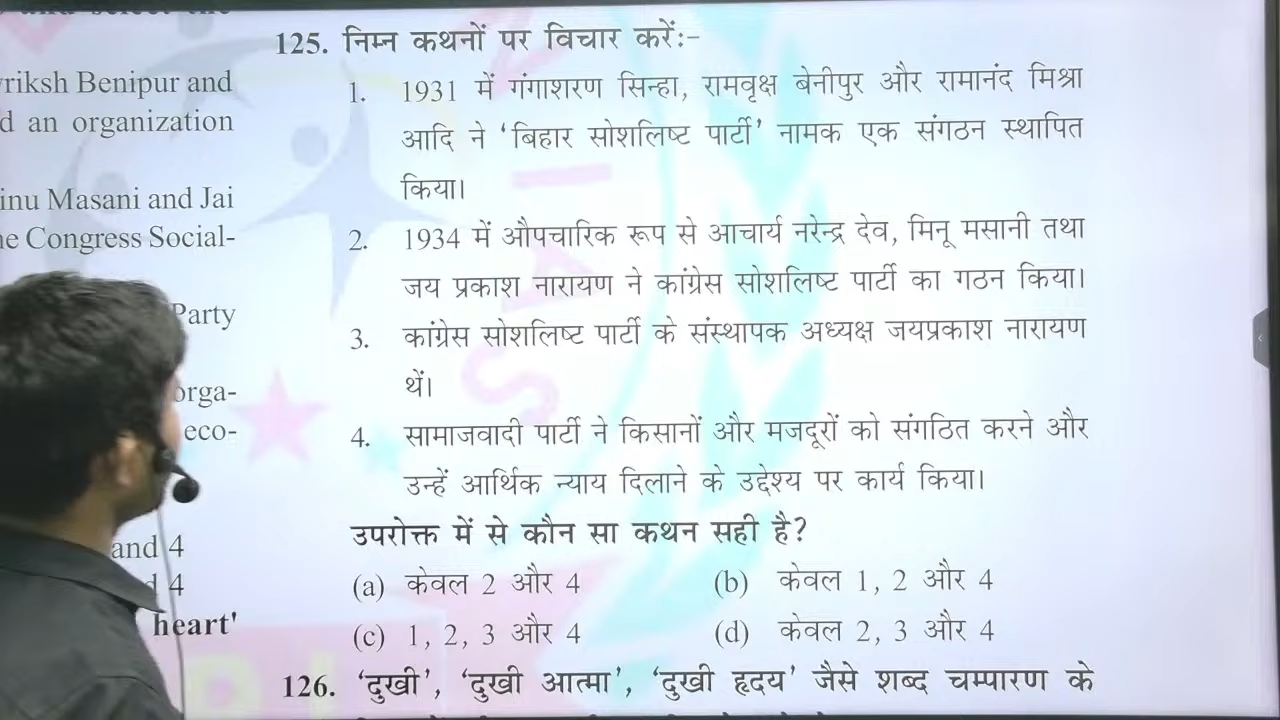 riksh Benipur and
d an organization
inu Masani and Jai
e Congress Social-
Party
orga-
eco-
and 4
4
heart'
125. निम्न कथनों पर विचार करें:-
1. 1931 में गंगाशरण सिन्हा, रामवृक्ष बेनीपुर और रामानंद मिश्रा
आदि ने 'बिहार सोशलिष्ट पार्टी' नामक एक संगठन स्थापित
किया।
2. 1934 में औपचारिक रूप से आचार्य नरेन्द्र देव, मिनू मसानी तथा
जय प्रकाश नारायण ने कांग्रेस सोशलिष्ट पार्टी का गठन किया।
3. कांग्रेस सोशलिष्ट पार्टी के संस्थापक अध्यक्ष जयप्रकाश नारायण
थें।
4. सामाजवादी पार्टी ने किसानों और मजदूरों को संगठित करने और
उन्हें आर्थिक न्याय दिलाने के उद्देश्य पर कार्य किया।
उपरोक्त में से कौन सा कथन सही है?
(a) केवल 2 और 4 (b) केवल 1, 2 और 4
(c) 1, 2, 3 और 4 (d) केवल 2, 3 और 4
126. 'दुखी', 'दुखी आत्मा', 'दुखी हृदय' जैसे शब्द चम्पारण के